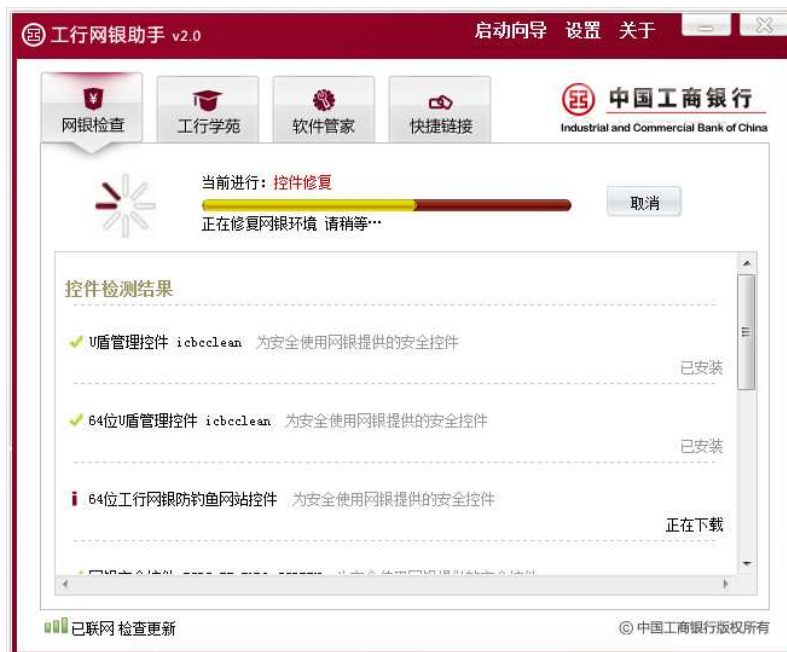 工行网银助手 v2.0
启动向导 设置 关于
网银检查 工行学苑 软件管家 快捷链接
中国工商银行
Industrial and Commercial Bank of China
当前进行：控件修复
取消
正在修复网银环境 请稍等…
控件检测结果
U盾管理控件 icbcclean 为安全使用网银提供的安全控件
已安装
64位U盾管理控件 icbcclean 为安全使用网银提供的安全控件
已安装
64位工行网银防钓鱼网站控件 为安全使用网银提供的安全控件
正在下载
已联网 检查更新
© 中国工商银行版权所有